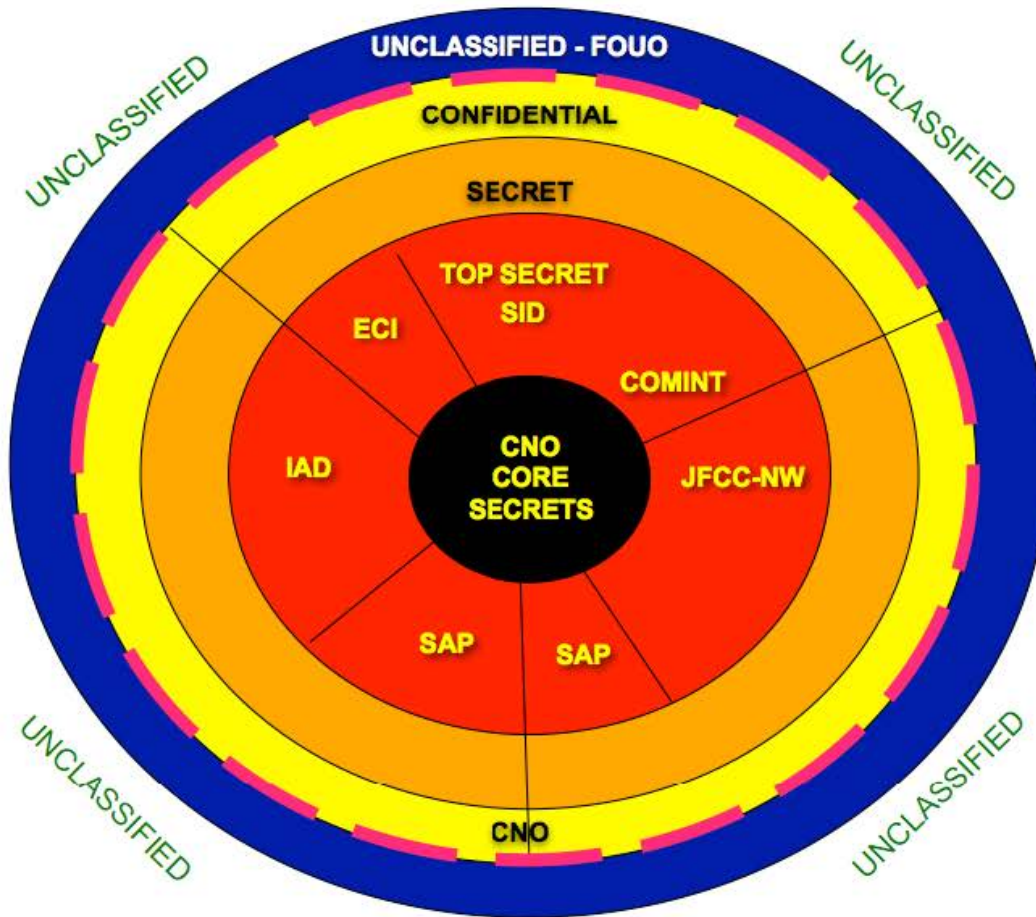 UNCLASSIFIED - FOUO
UNCLASSIFIED
UNCLASSIFIED
CONFIDENTIAL
SECRET
TOP SECRET
SID
ECI
COMINT
IAD
CNO
CORE
SECRETS
JFCC-NW
SAP
SAP
UNCLASSIFIED
UNCLASSIFIED
CNO